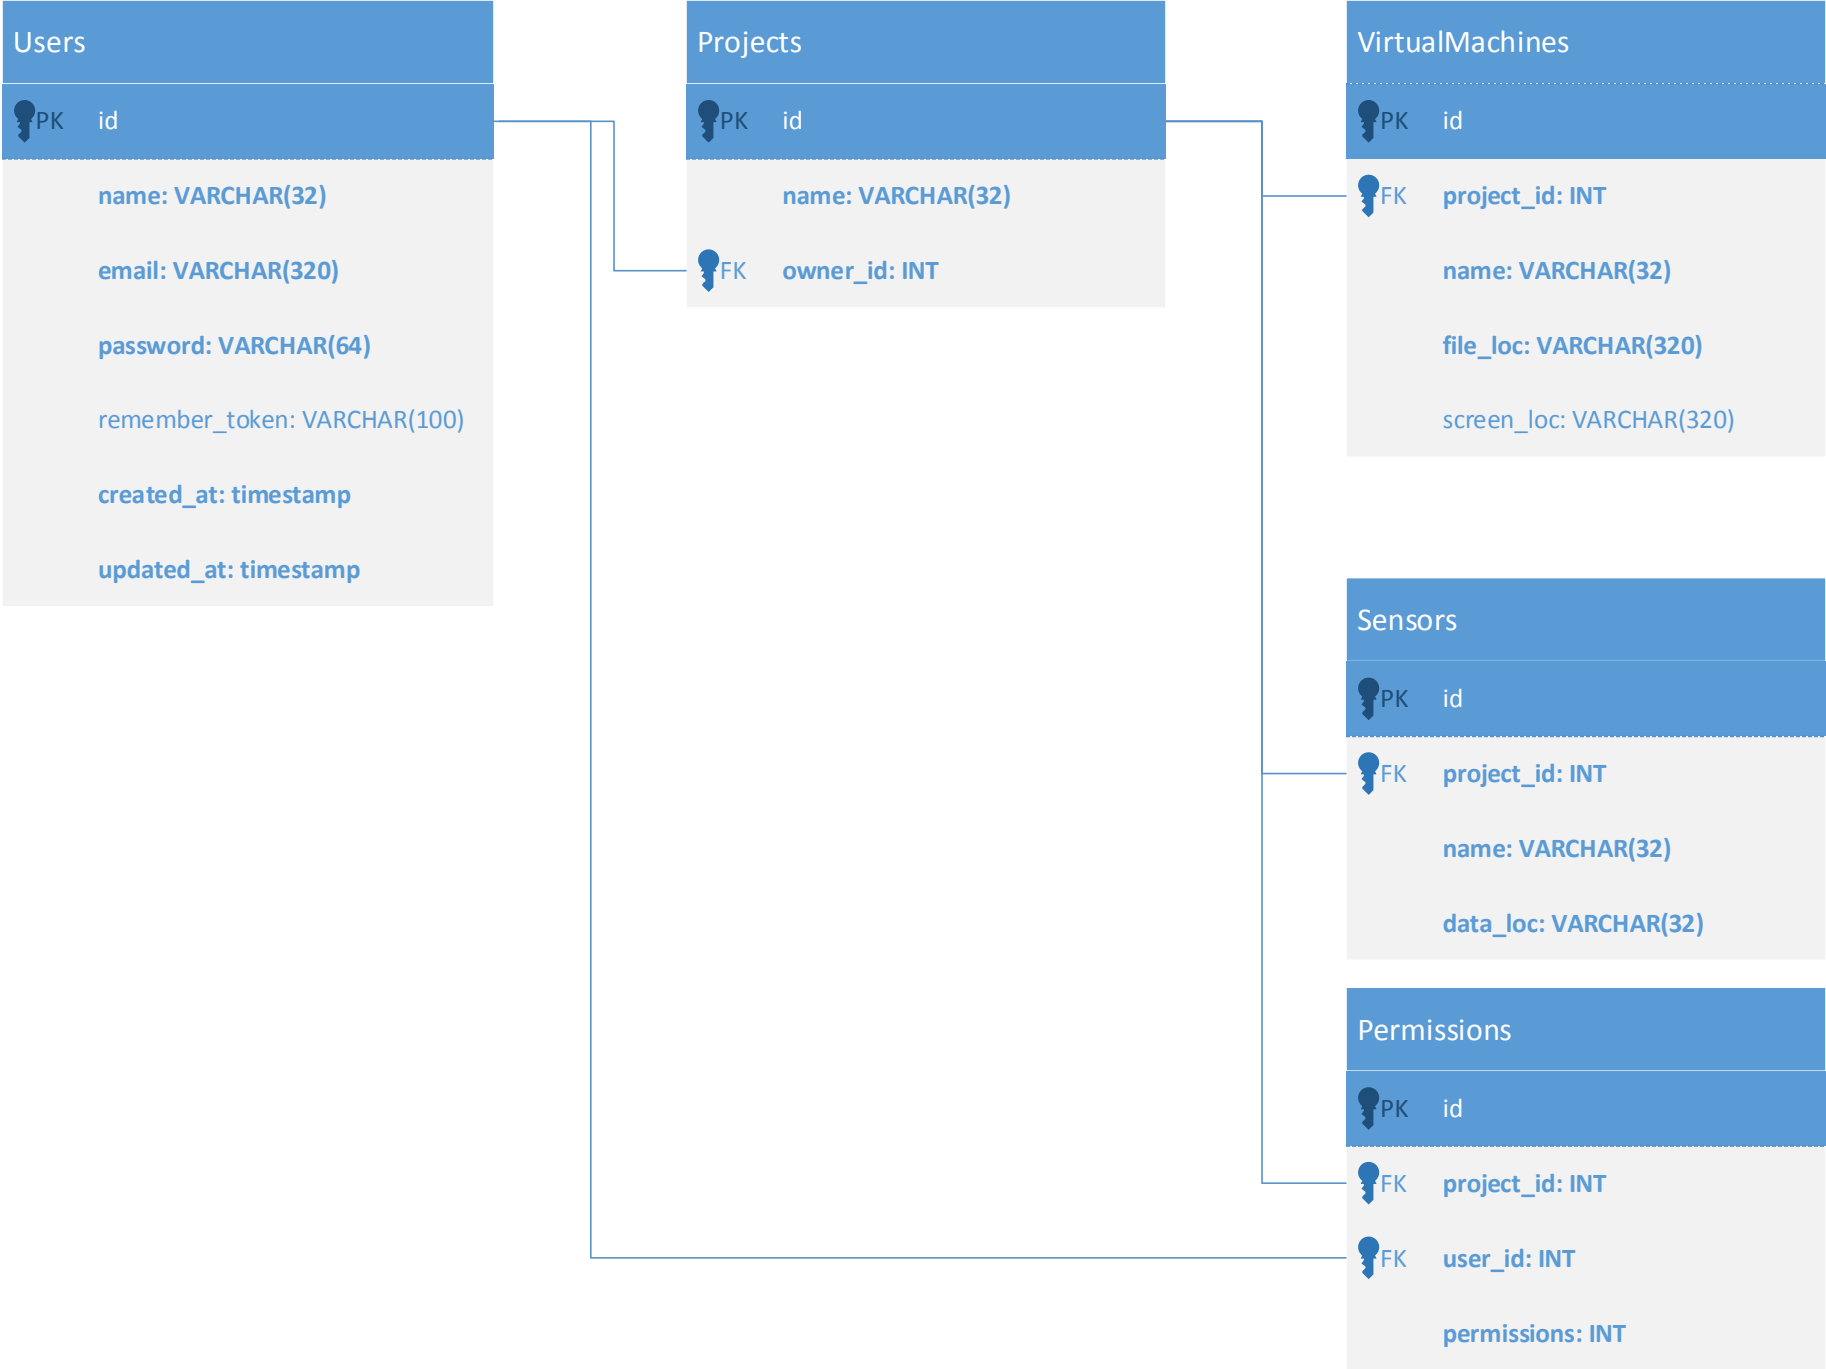 Users
PK id
name: VARCHAR(32)
email: VARCHAR(320)
password: VARCHAR(64)
remember_token: VARCHAR(100)
created_at: timestamp
updated_at: timestamp
Projects
PK id
name: VARCHAR(32)
FK owner_id: INT
VirtualMachines
PK id
FK project_id: INT
name: VARCHAR(32)
file_loc: VARCHAR(320)
screen_loc: VARCHAR(320)
Sensors
PK id
FK project_id: INT
name: VARCHAR(32)
data_loc: VARCHAR(32)
Permissions
PK id
FK project_id: INT
FK user_id: INT
permissions: INT